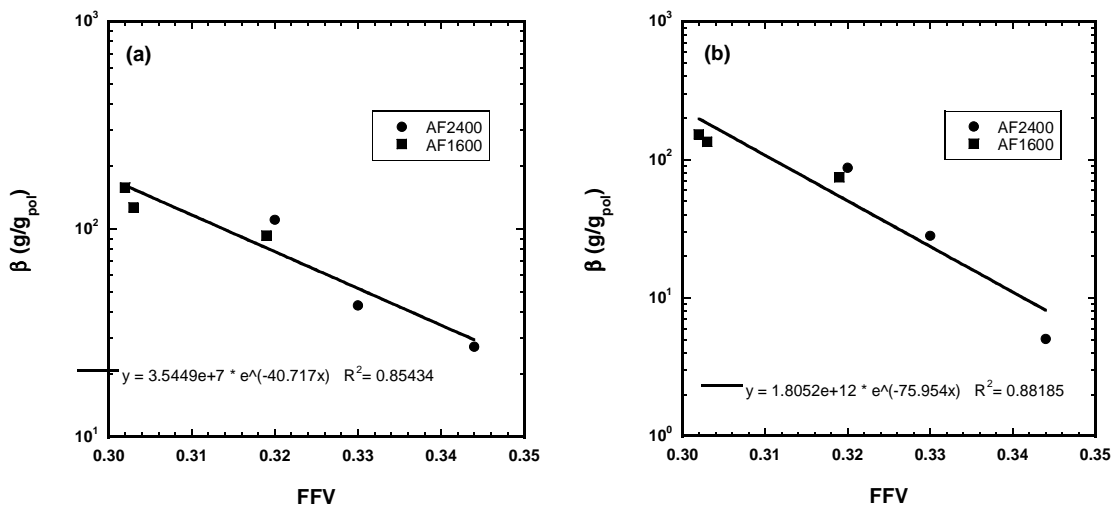 (a)
10³
10²
10¹
β (g/g_pol)
AF2400
AF1600
y = 3.5449e+7 * e^(-40.717x) R²= 0.85434
0.30 0.31 0.32 0.33 0.34 0.35
FFV
(b)
10³
10²
10¹
10⁰
β (g/g_pol)
AF2400
AF1600
y = 1.8052e+12 * e^(-75.954x) R²= 0.88185
0.30 0.31 0.32 0.33 0.34 0.35
FFV